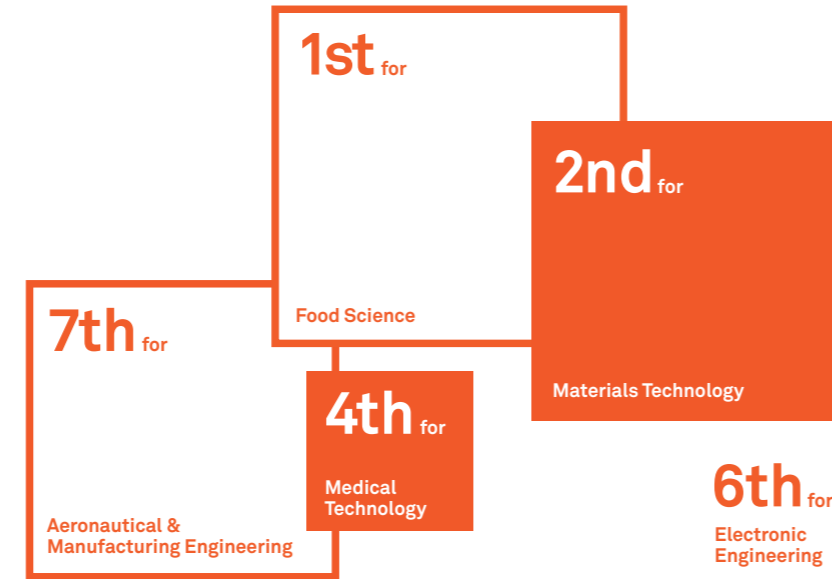 1st for
Food Science
2nd for
Materials Technology
7th for
Aeronautical &
Manufacturing Engineering
4th for
Medical
Technology
6th for
Electronic
Engineering